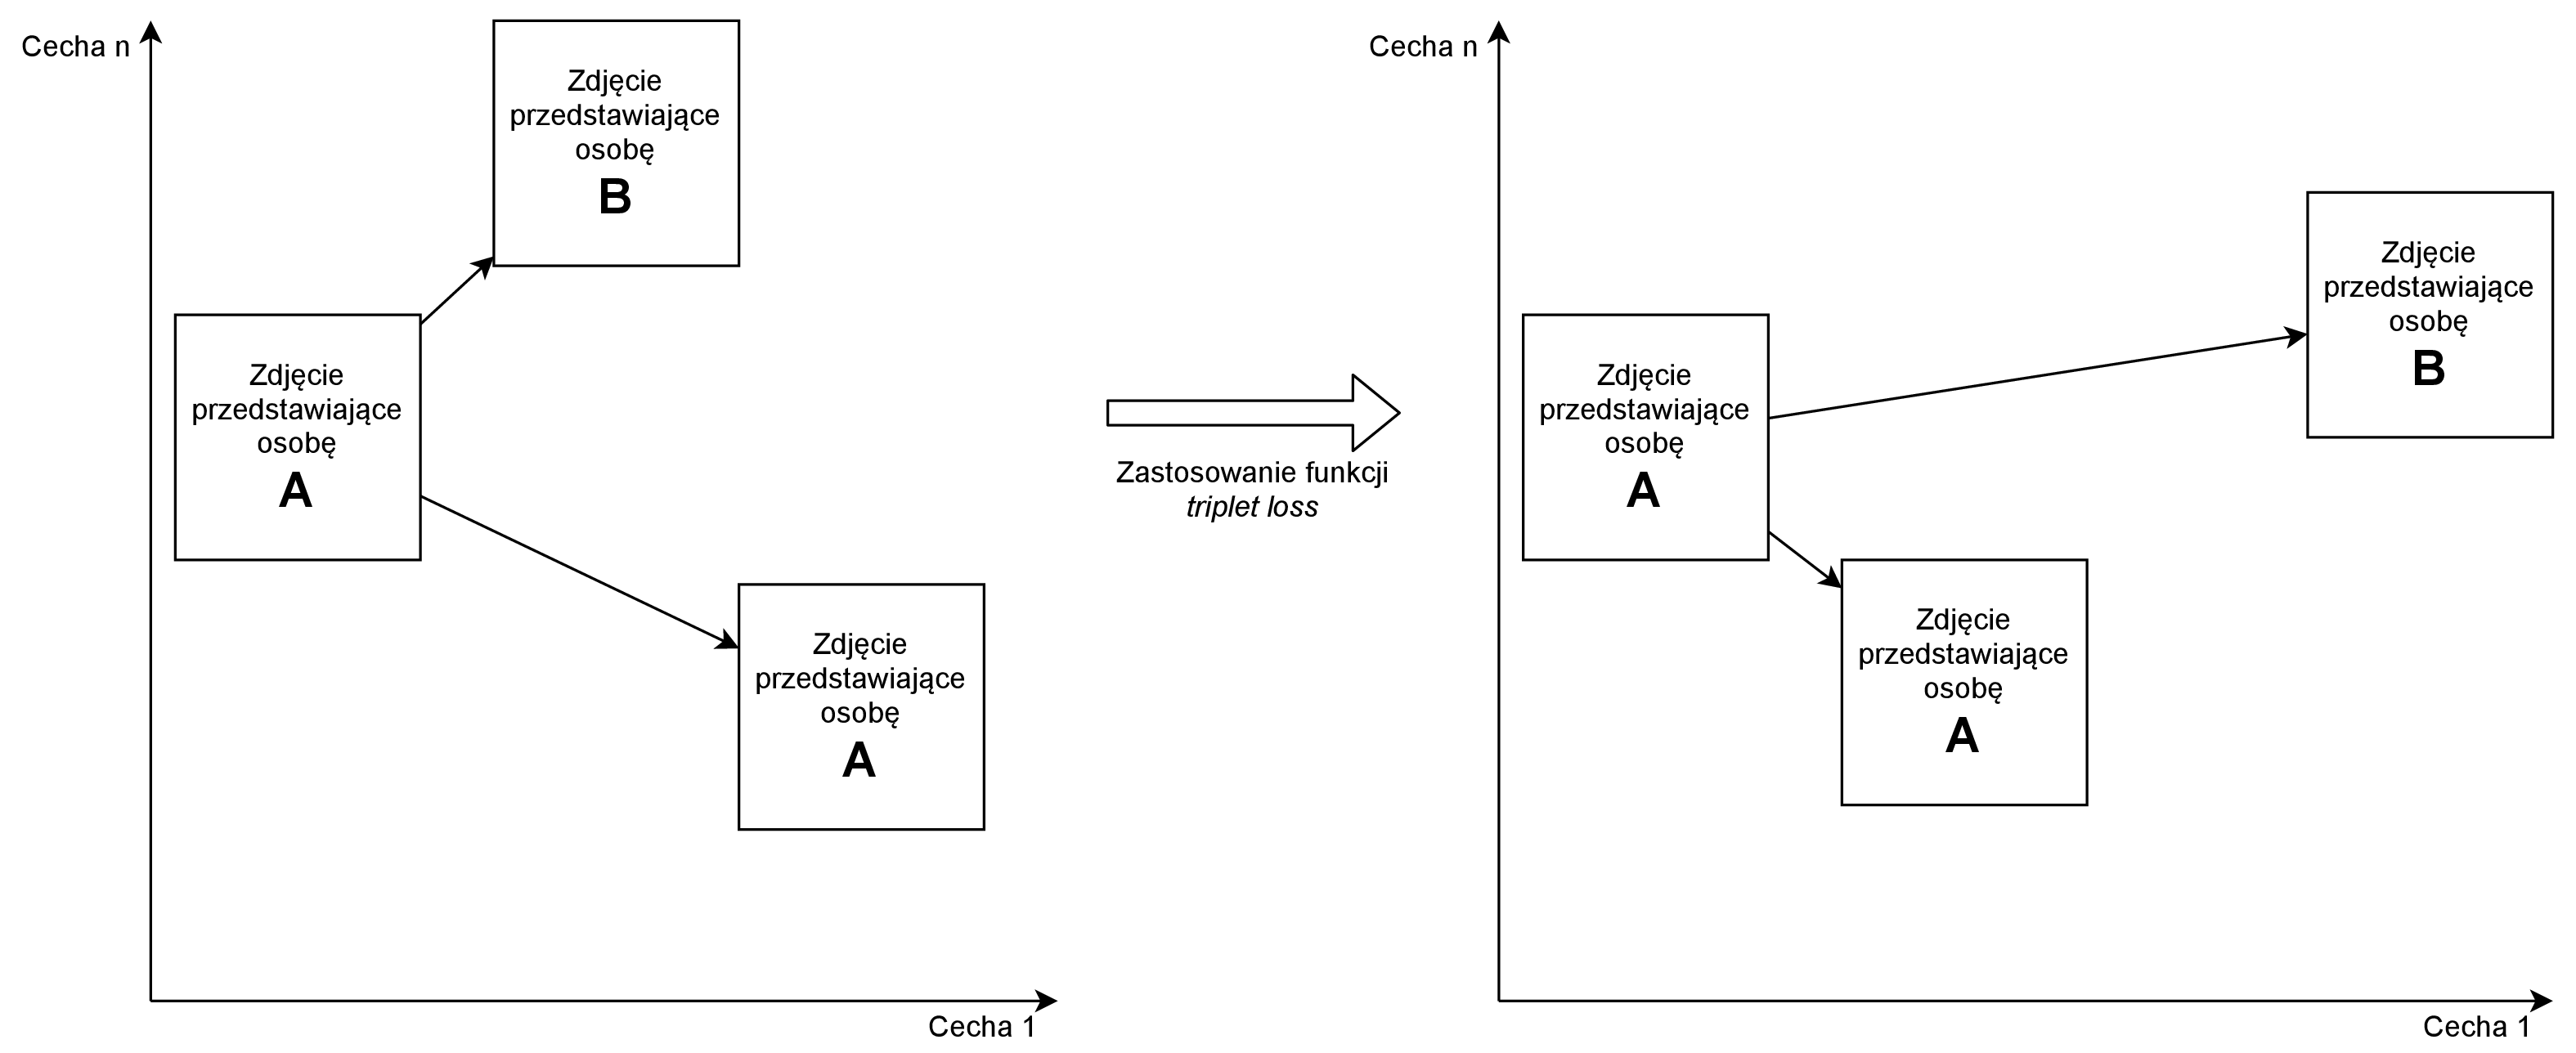 Cecha n
Zdjęcie
przedstawiające
osobę
B
Zdjęcie
przedstawiające
osobę
A
Zdjęcie
przedstawiające
osobę
A
Cecha 1
Zastosowanie funkcji
triplet loss
Cecha n
Zdjęcie
przedstawiające
osobę
B
Zdjęcie
przedstawiające
osobę
A
Zdjęcie
przedstawiające
osobę
A
Cecha 1